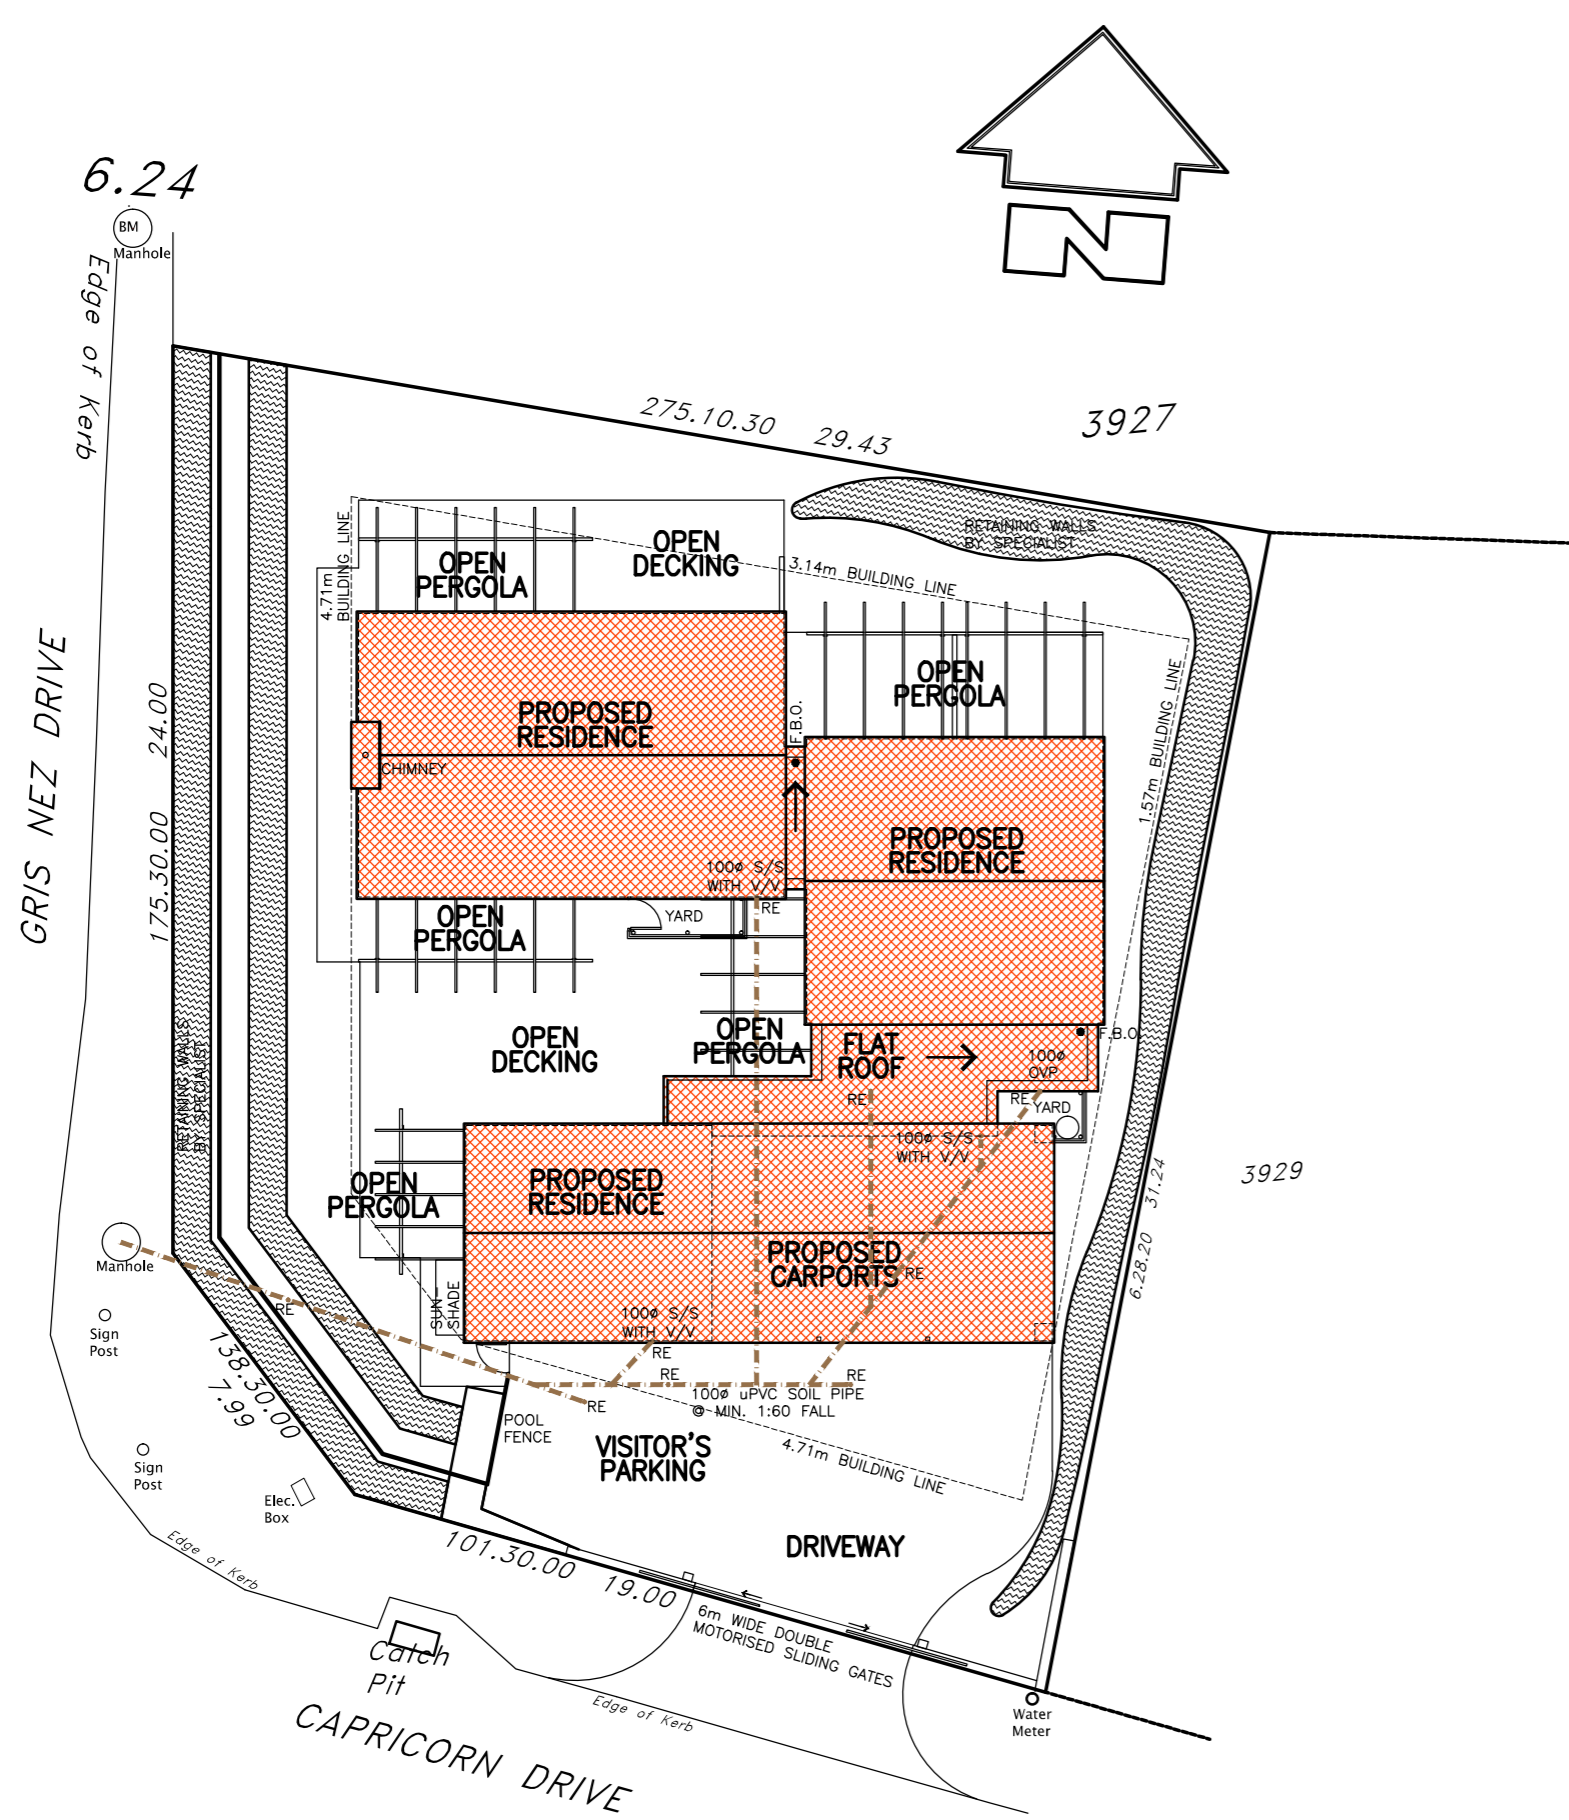 N
6.24
BM
Manhole
Edge of Kerb
275.10.30 29.43
3927
RETAINING WALLS
BY SPECIALIST
OPEN
DECKING
OPEN
PERGOLA
4.71m
BUILDING LINE
3.14m BUILDING LINE
OPEN
PERGOLA
1.57m BUILDING LINE
GRIS NEZ DRIVE
175.30.00 24.00
PROPOSED
RESIDENCE
F.B.O.
CHIMNEY
PROPOSED
RESIDENCE
100ø S/S
WITH V/V
RE
YARD
OPEN
PERGOLA
RETAINING WALLS
BY SPECIALIST
OPEN
DECKING
OPEN
PERGOLA
FLAT
ROOF
F.B.O.
100ø
OVP
RE
RE
YARD
100ø S/S
WITH V/V
6.28.20 31.24
3929
PROPOSED
RESIDENCE
OPEN
PERGOLA
PROPOSED
CARPORTS
RE
Manhole
RE
SUN-
SHADE
100ø S/S
WITH V/V
RE
RE
RE
RE
100ø uPVC SOIL PIPE
@ MIN. 1:60 FALL
Sign
Post
138.30.00
7.99
POOL
FENCE
VISITOR'S
PARKING
4.71m BUILDING LINE
Sign
Post
Elec.
Box
DRIVEWAY
Edge of Kerb
101.30.00 19.00
6m WIDE DOUBLE
MOTORISED SLIDING GATES
Catch
Pit
Edge of Kerb
Water
Meter
CAPRICORN DRIVE